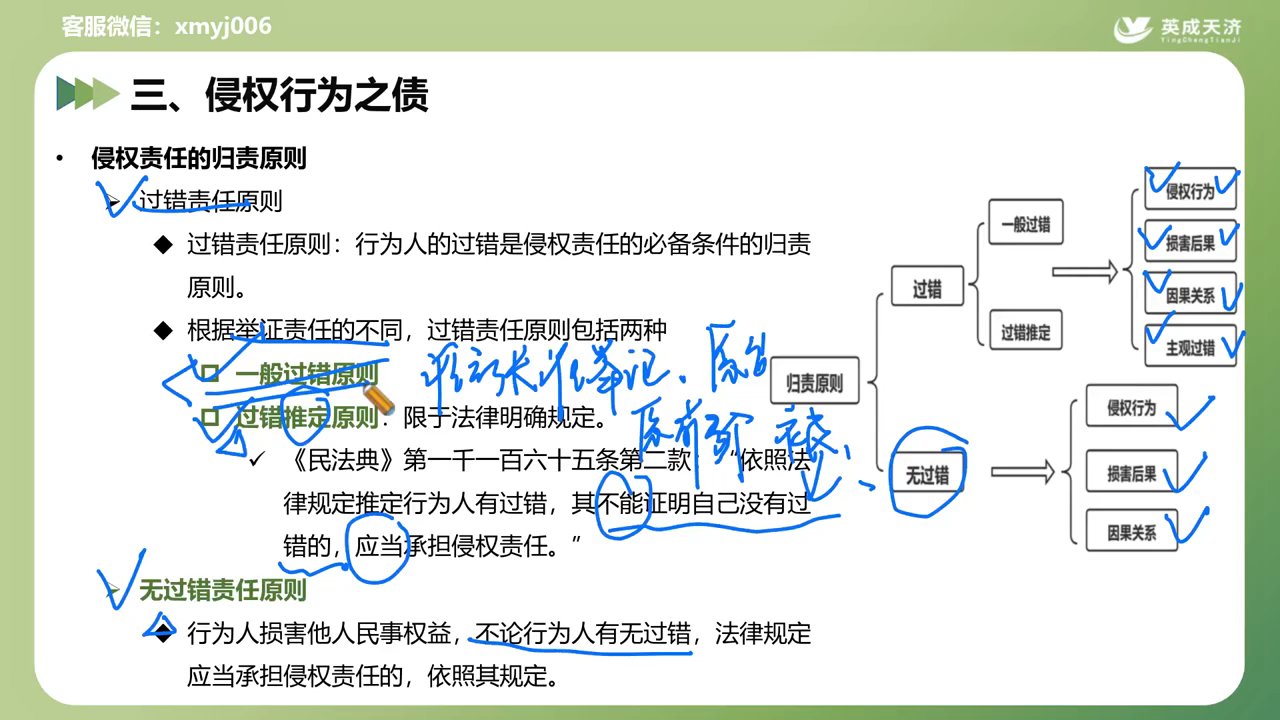 客服微信：xmyj006
英成天济
YingChengTianJi
三、侵权行为之债
• 侵权责任的归责原则
过错责任原则
◆ 过错责任原则：行为人的过错是侵权责任的必备条件的归责
原则。
◆ 根据举证责任的不同，过错责任原则包括两种
一般过错原则
过错推定原则：限于法律明确规定。
✓ 《民法典》第一千一百六十五条第二款：“依照法
律规定推定行为人有过错，其不能证明自己没有过
错的，应当承担侵权责任。”
无过错责任原则
◆ 行为人损害他人民事权益，不论行为人有无过错，法律规定
应当承担侵权责任的，依照其规定。
谁主张谁举证、原告
归责原则
过错
一般过错
过错推定
侵权行为
损害后果
因果关系
主观过错
无过错
侵权行为
损害后果
因果关系